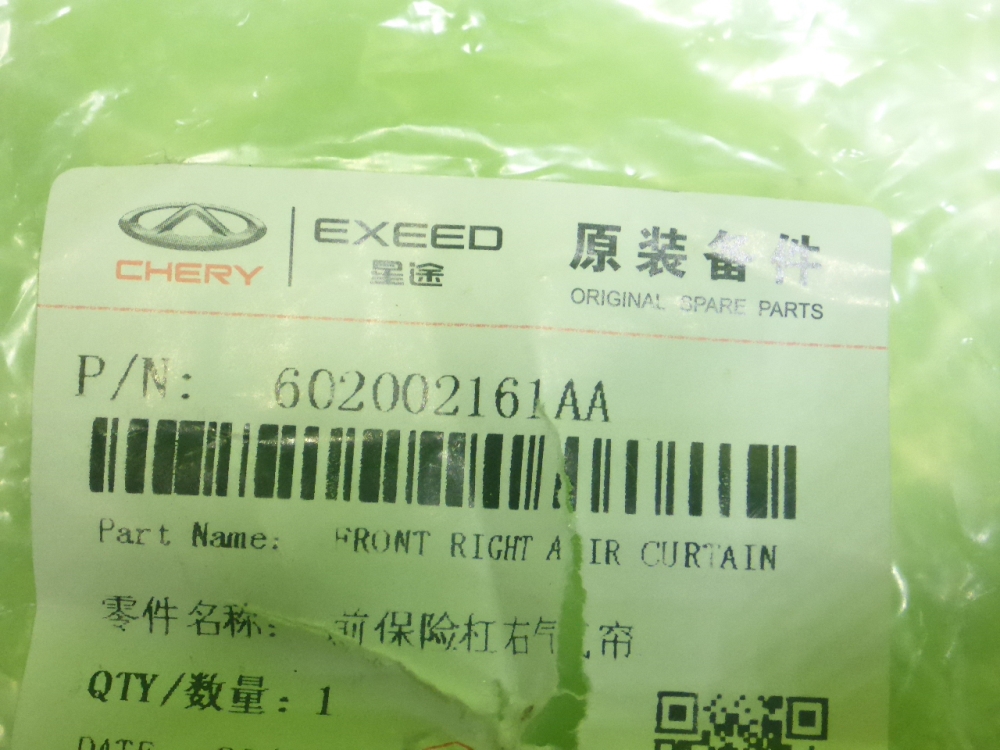 CHERY
EXEED
星途
原装备件
ORIGINAL SPARE PARTS
P/N: 602002161AA
Part Name: FRONT RIGHT AIR CURTAIN
零件名称: 前保险杠右气帘
QTY/数量: 1
DATE